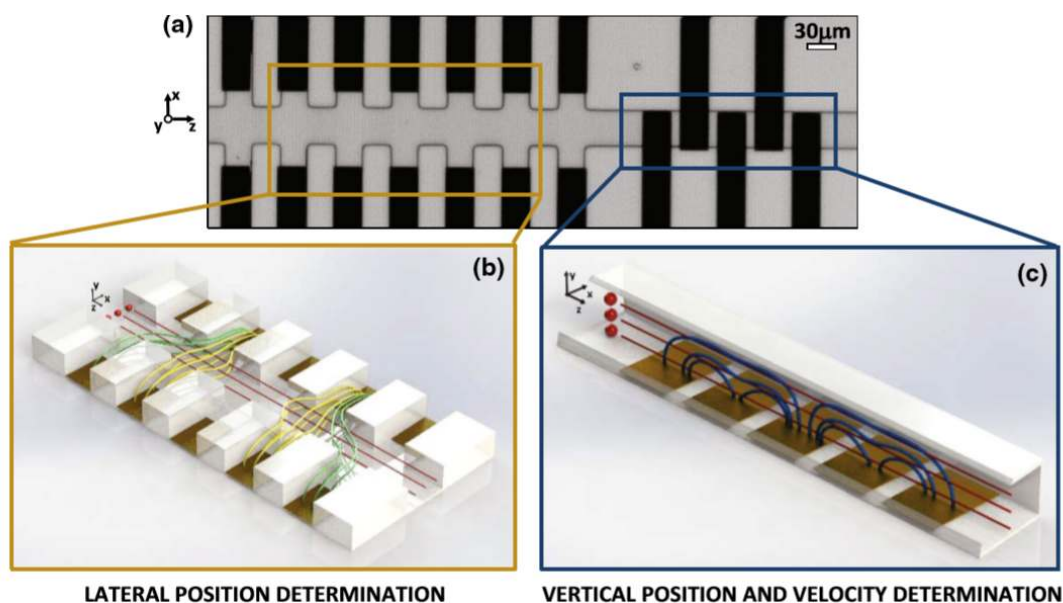 (a)
30μm
x
y z
(b)
y
x
z
(c)
y
x
z
LATERAL POSITION DETERMINATION
VERTICAL POSITION AND VELOCITY DETERMINATION